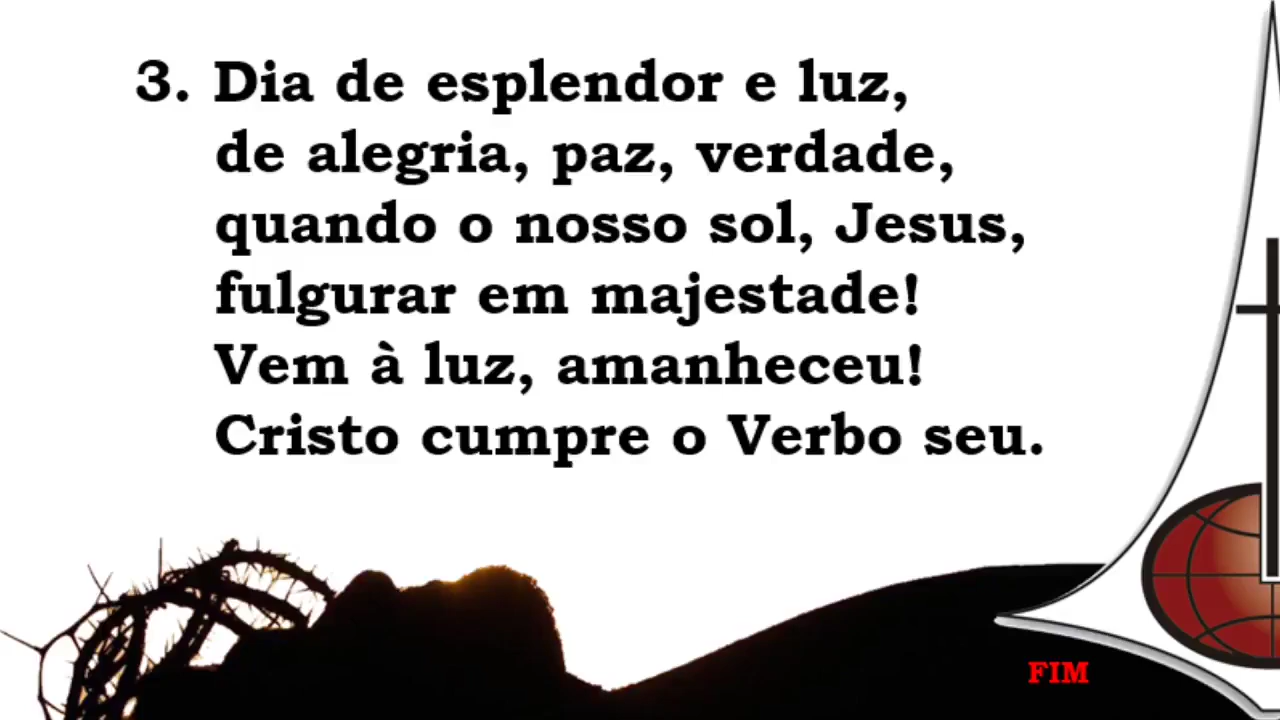 3. Dia de esplendor e luz,
de alegria, paz, verdade,
quando o nosso sol, Jesus,
fulgurar em majestade!
Vem à luz, amanheceu!
Cristo cumpre o Verbo seu.
FIM